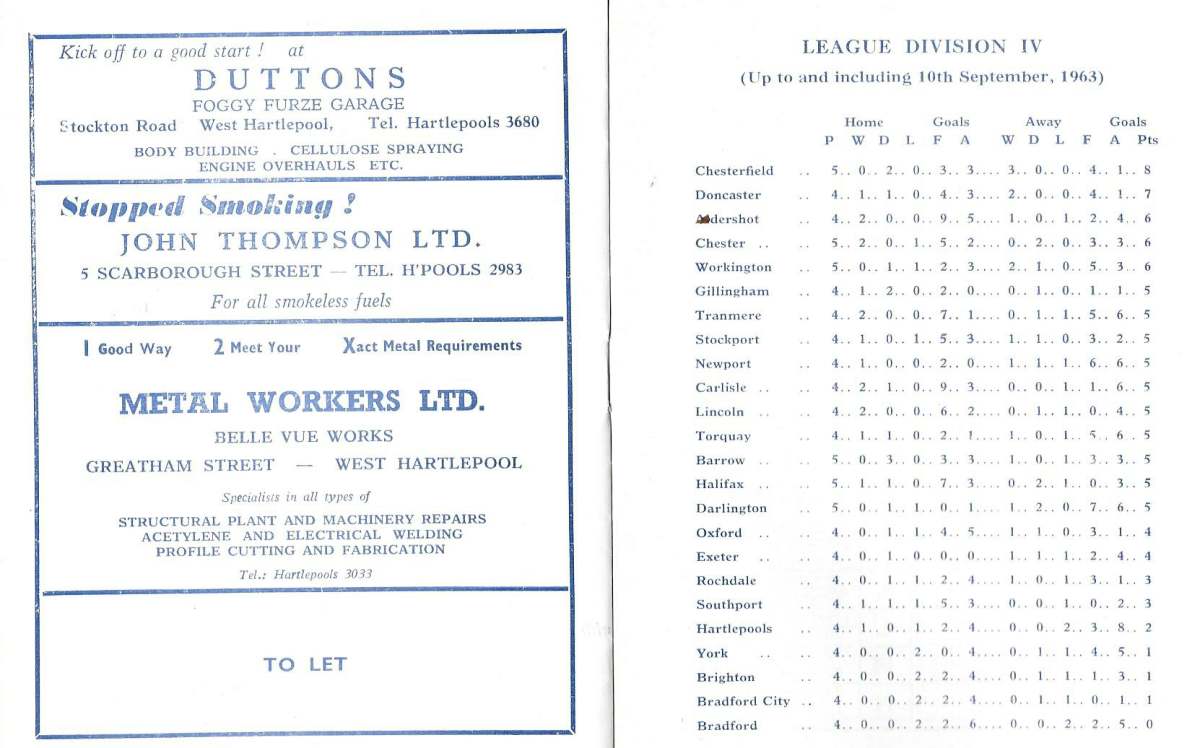 Kick off to a good start ! at
DUTTONS
FOGGY FURZE GARAGE
Stockton Road West Hartlepool, Tel. Hartlepools 3680
BODY BUILDING . CELLULOSE SPRAYING
ENGINE OVERHAULS ETC.
Stopped Smoking !
JOHN THOMPSON LTD.
5 SCARBOROUGH STREET — TEL. H'POOLS 2983
For all smokeless fuels
1 Good Way 2 Meet Your Xact Metal Requirements
METAL WORKERS LTD.
BELLE VUE WORKS
GREATHAM STREET — WEST HARTLEPOOL
Specialists in all types of
STRUCTURAL PLANT AND MACHINERY REPAIRS
ACETYLENE AND ELECTRICAL WELDING
PROFILE CUTTING AND FABRICATION
Tel.: Hartlepools 3033
TO LET
LEAGUE DIVISION IV
(Up to and including 10th September, 1963)
Home Goals Away Goals
P W D L F A W D L F A Pts
Chesterfield .. 5.. 0.. 2.. 0.. 3.. 3.... 3.. 0.. 0.. 4.. 1.. 8
Doncaster .. 4.. 1.. 1.. 0.. 4.. 3.... 2.. 0.. 0.. 4.. 1.. 7
Aldershot .. 4.. 2.. 0.. 0.. 9.. 5.... 1.. 0.. 1.. 2.. 4.. 6
Chester .. .. 5.. 2.. 0.. 1.. 5.. 2.... 0.. 2.. 0.. 3.. 3.. 6
Workington .. 5.. 0.. 1.. 1.. 2.. 3.... 2.. 1.. 0.. 5.. 3.. 6
Gillingham .. 4.. 1.. 2.. 0.. 2.. 0.... 0.. 1.. 0.. 1.. 1.. 5
Tranmere .. 4.. 2.. 0.. 0.. 7.. 1.... 0.. 1.. 1.. 5.. 6.. 5
Stockport .. 4.. 1.. 0.. 1.. 5.. 3.... 1.. 1.. 0.. 3.. 2.. 5
Newport .. 4.. 1.. 0.. 0.. 2.. 0.... 1.. 1.. 1.. 6.. 6.. 5
Carlisle .. .. 4.. 2.. 1.. 0.. 9.. 3.... 0.. 0.. 1.. 1.. 6.. 5
Lincoln .. .. 4.. 2.. 0.. 0.. 6.. 2.... 0.. 1.. 1.. 0.. 4.. 5
Torquay .. 4.. 1.. 1.. 0.. 2.. 1.... 1.. 0.. 1.. 5.. 6 .. 5
Barrow .. .. 5.. 0.. 3.. 0.. 3.. 3.... 1.. 0.. 1.. 3.. 3.. 5
Halifax .. .. 5.. 1.. 1.. 0.. 7.. 3.... 0.. 2.. 1.. 0.. 3.. 5
Darlington .. 5.. 0.. 1.. 1.. 0.. 1.... 1.. 2.. 0.. 7.. 6.. 5
Oxford .. .. 4.. 0.. 1.. 1.. 4.. 5.... 1.. 1.. 0.. 3.. 1.. 4
Exeter .. .. 4.. 0.. 1.. 0.. 0.. 0.... 1.. 1.. 1.. 2.. 4.. 4
Rochdale .. 4.. 0.. 1.. 1.. 2.. 4.... 1.. 0.. 1.. 3.. 1.. 3
Southport .. 4.. 1.. 1.. 1.. 5.. 3.... 0.. 0.. 1.. 0.. 2.. 3
Hartlepools .. 4.. 1.. 0.. 1.. 2.. 4.... 0.. 0.. 2.. 3.. 8.. 2
York .. .. 4.. 0.. 0.. 2.. 0.. 4.... 0.. 1.. 1.. 4.. 5.. 1
Brighton .. 4.. 0.. 0.. 2.. 2.. 4.... 0.. 1.. 1.. 1.. 3.. 1
Bradford City .. 4.. 0.. 0.. 2.. 2.. 4.... 0.. 1.. 1.. 0.. 1.. 1
Bradford .. 4.. 0.. 0.. 2.. 2.. 6.... 0.. 0.. 2.. 2.. 5.. 0